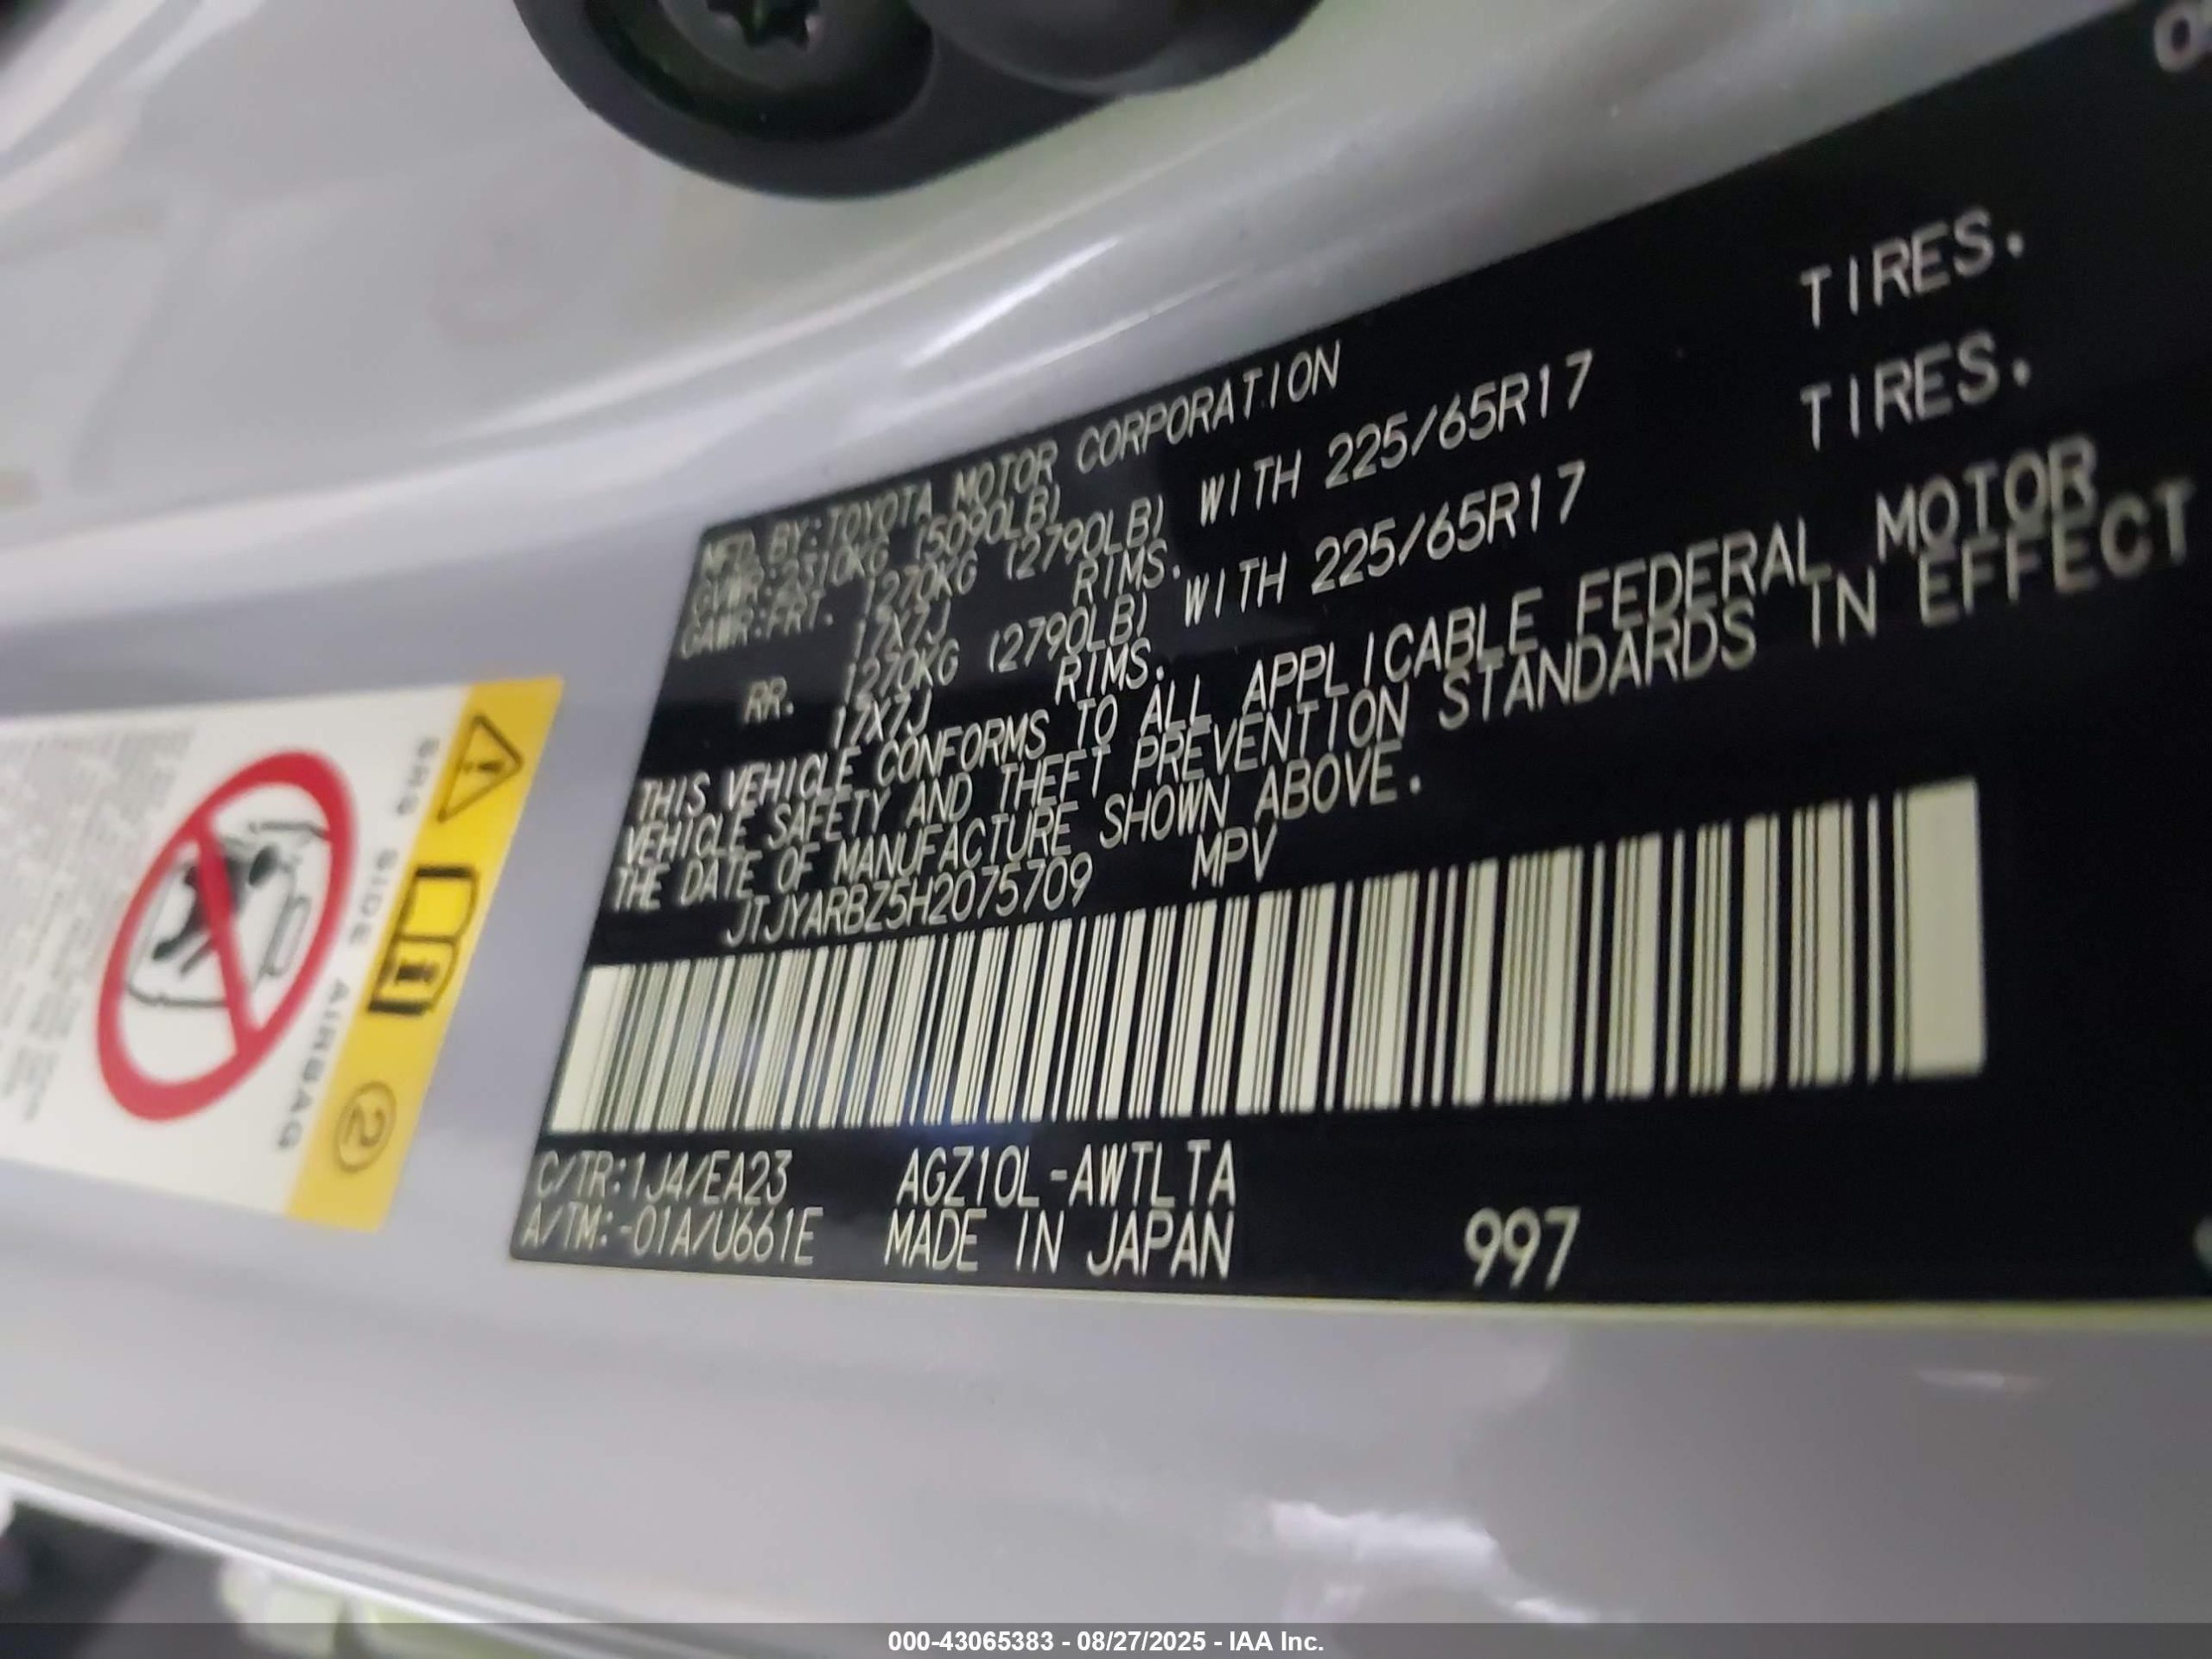 MFD.BY:TOYOTA MOTOR CORPORATION
GVWR:2310KG (5090LB)
GAWR:FRT. 1270KG (2790LB) WITH 225/65R17 TIRES.
17X7J RIMS.
RR. 1270KG (2790LB) WITH 225/65R17 TIRES.
17X7J RIMS.
THIS VEHICLE CONFORMS TO ALL APPLICABLE FEDERAL MOTOR
VEHICLE SAFETY AND THEFT PREVENTION STANDARDS IN EFFECT
THE DATE OF MANUFACTURE SHOWN ABOVE.
JTJYARBZ5H2075709 MPV
C/TR:1J4/EA23 AGZ10L-AWTLTA
A/TM:-01A/U661E MADE IN JAPAN 997
SRS SIDE AIRBAG
2
000-43065383 - 08/27/2025 - IAA Inc.